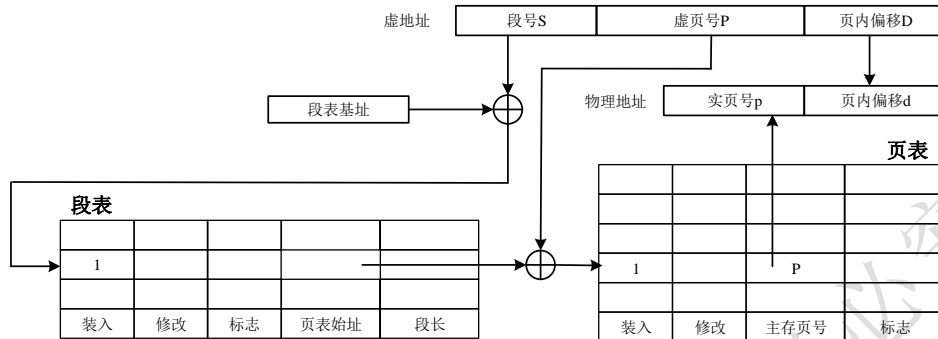 虚地址 段号S 虚页号P 页内偏移D
段表基址 物理地址 实页号p 页内偏移d
页表
段表
1
1 P
装入 修改 标志 页表始址 段长
装入 修改 主存页号 标志